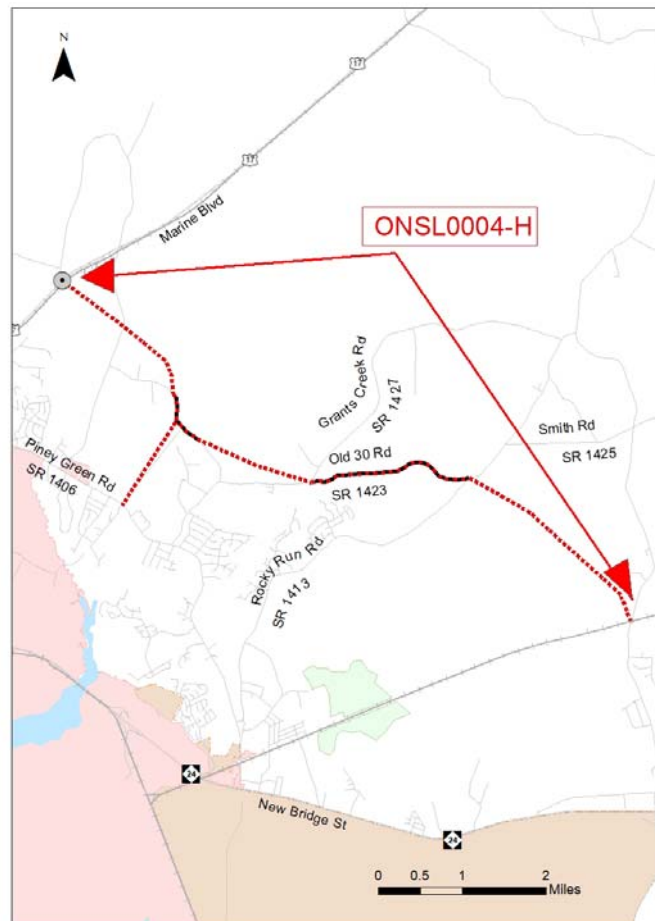 N
17
17
Marine Blvd
ONSL0004-H
Grants Creek Rd
SR 1427
Smith Rd
SR 1425
Old 30 Rd
SR 1423
Piney Green Rd
SR 1406
Rocky Run Rd
SR 1413
24
New Bridge St
24
0 0.5 1 2
Miles